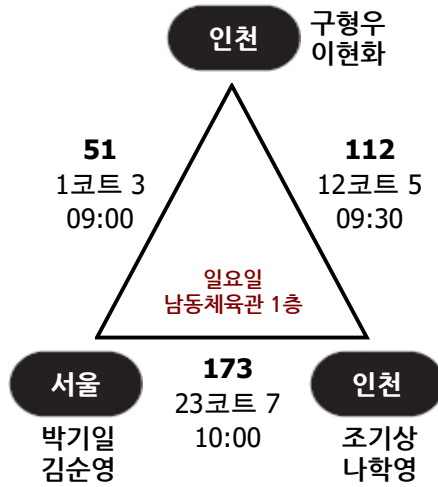 인천
구형우
이현화
51
1코트 3
09:00
112
12코트 5
09:30
일요일
남동체육관 1층
서울
박기일
김순영
173
23코트 7
10:00
인천
조기상
나학영